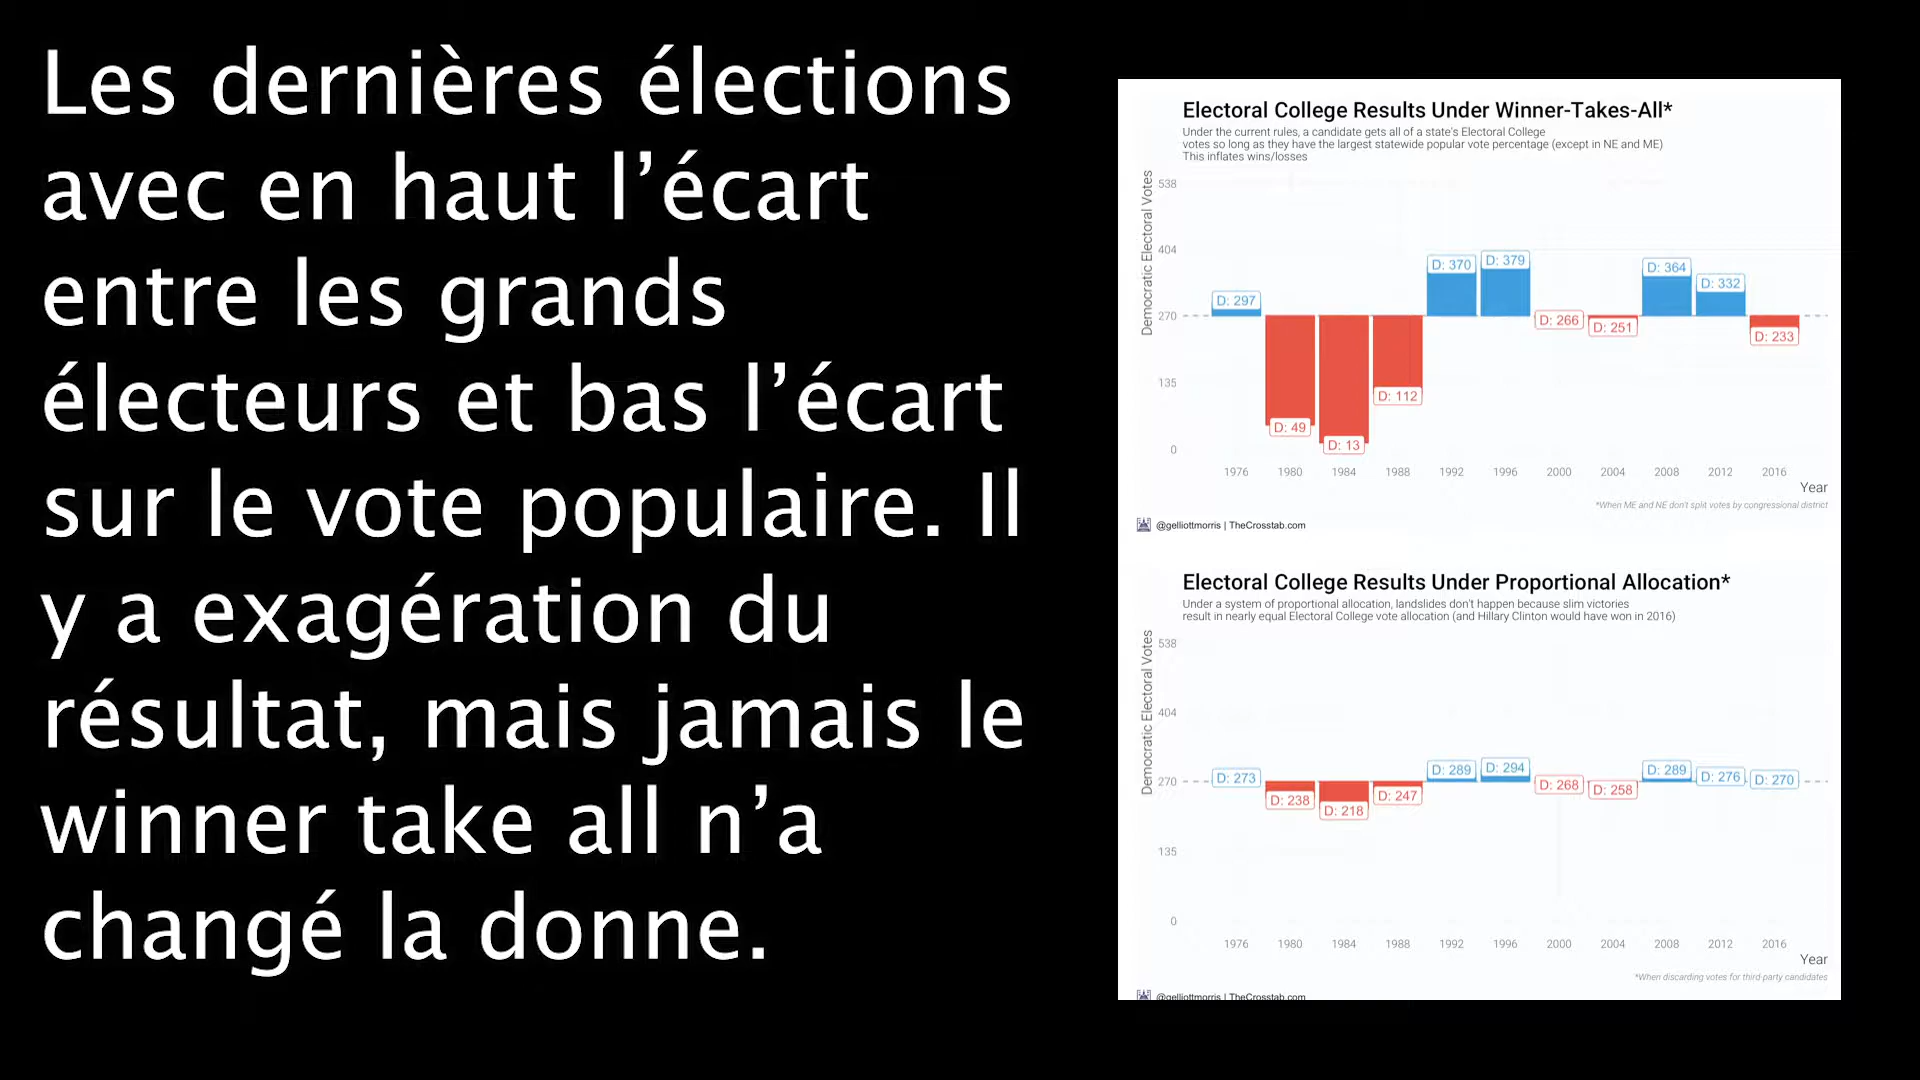 Les dernières élections
avec en haut l’écart
entre les grands
électeurs et bas l’écart
sur le vote populaire. Il
y a exagération du
résultat, mais jamais le
winner take all n’a
changé la donne.
Electoral College Results Under Winner-Takes-All*
Under the current rules, a candidate gets all of a state's Electoral College
votes so long as they have the largest statewide popular vote percentage (except in NE and ME)
This inflates wins/losses
Democratic Electoral Votes
538
404
270
135
0
D: 297
D: 49
D: 13
D: 112
D: 370
D: 379
D: 266
D: 251
D: 364
D: 332
D: 233
1976 1980 1984 1988 1992 1996 2000 2004 2008 2012 2016
Year
*When ME and NE don't split votes by congressional district
@gelliottmorris | TheCrosstab.com
Electoral College Results Under Proportional Allocation*
Under a system of proportional allocation, landslides don't happen because slim victories
result in nearly equal Electoral College vote allocation (and Hillary Clinton would have won in 2016)
Democratic Electoral Votes
538
404
270
135
0
D: 273
D: 238
D: 218
D: 247
D: 289
D: 294
D: 268
D: 258
D: 289
D: 276
D: 270
1976 1980 1984 1988 1992 1996 2000 2004 2008 2012 2016
Year
*When discarding votes for third-party candidates
@gelliottmorris | TheCrosstab.com